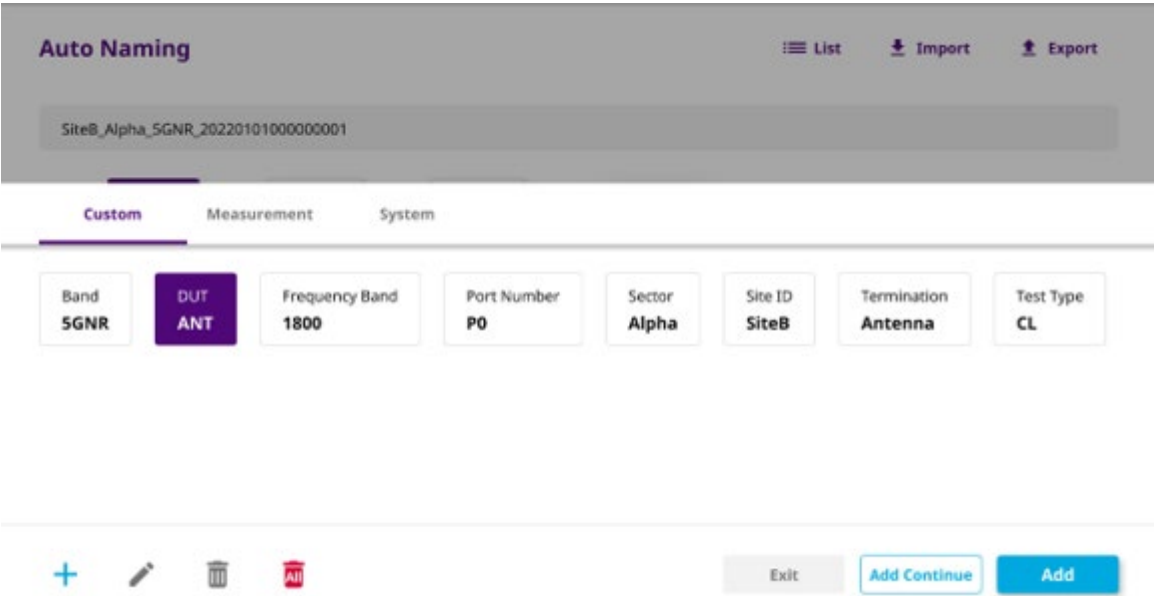 Auto Naming
List
Import
Export
SiteB_Alpha_5GNR_20220101000000001
Custom
Measurement
System
Band
5GNR
DUT
ANT
Frequency Band
1800
Port Number
P0
Sector
Alpha
Site ID
SiteB
Termination
Antenna
Test Type
CL
All
Exit
Add Continue
Add